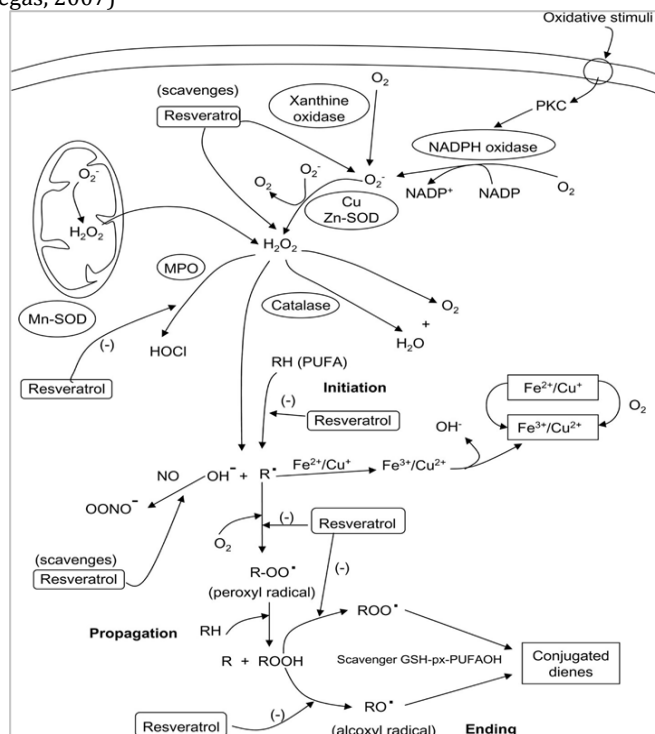 egas, 2007)
Oxidative stimuli
(scavenges)
Resveratrol
Xanthine
oxidase
O₂
PKC
NADPH oxidase
O₂⁻
H₂O₂
O₂
O₂⁻
O₂⁻
Cu
Zn-SOD
NADP⁺
NADP
O₂
H₂O₂
MPO
Mn-SOD
(-)
HOCl
Resveratrol
Catalase
O₂
+
H₂O
RH (PUFA)
Initiation
(-)
Resveratrol
Fe²⁺/Cu⁺
O₂
Fe³⁺/Cu²⁺
OH⁻
NO
OH⁻ + R•
Fe²⁺/Cu⁺
Fe³⁺/Cu²⁺
OONO⁻
O₂
(-)
Resveratrol
(scavenges)
Resveratrol
R-OO•
(peroxyl radical)
(-)
Propagation
RH
ROO•
R + ROOH
Scavenger GSH-px-PUFAOH
Conjugated
dienes
(-)
RO•
Resveratrol
(alcoxyl radical)
Ending